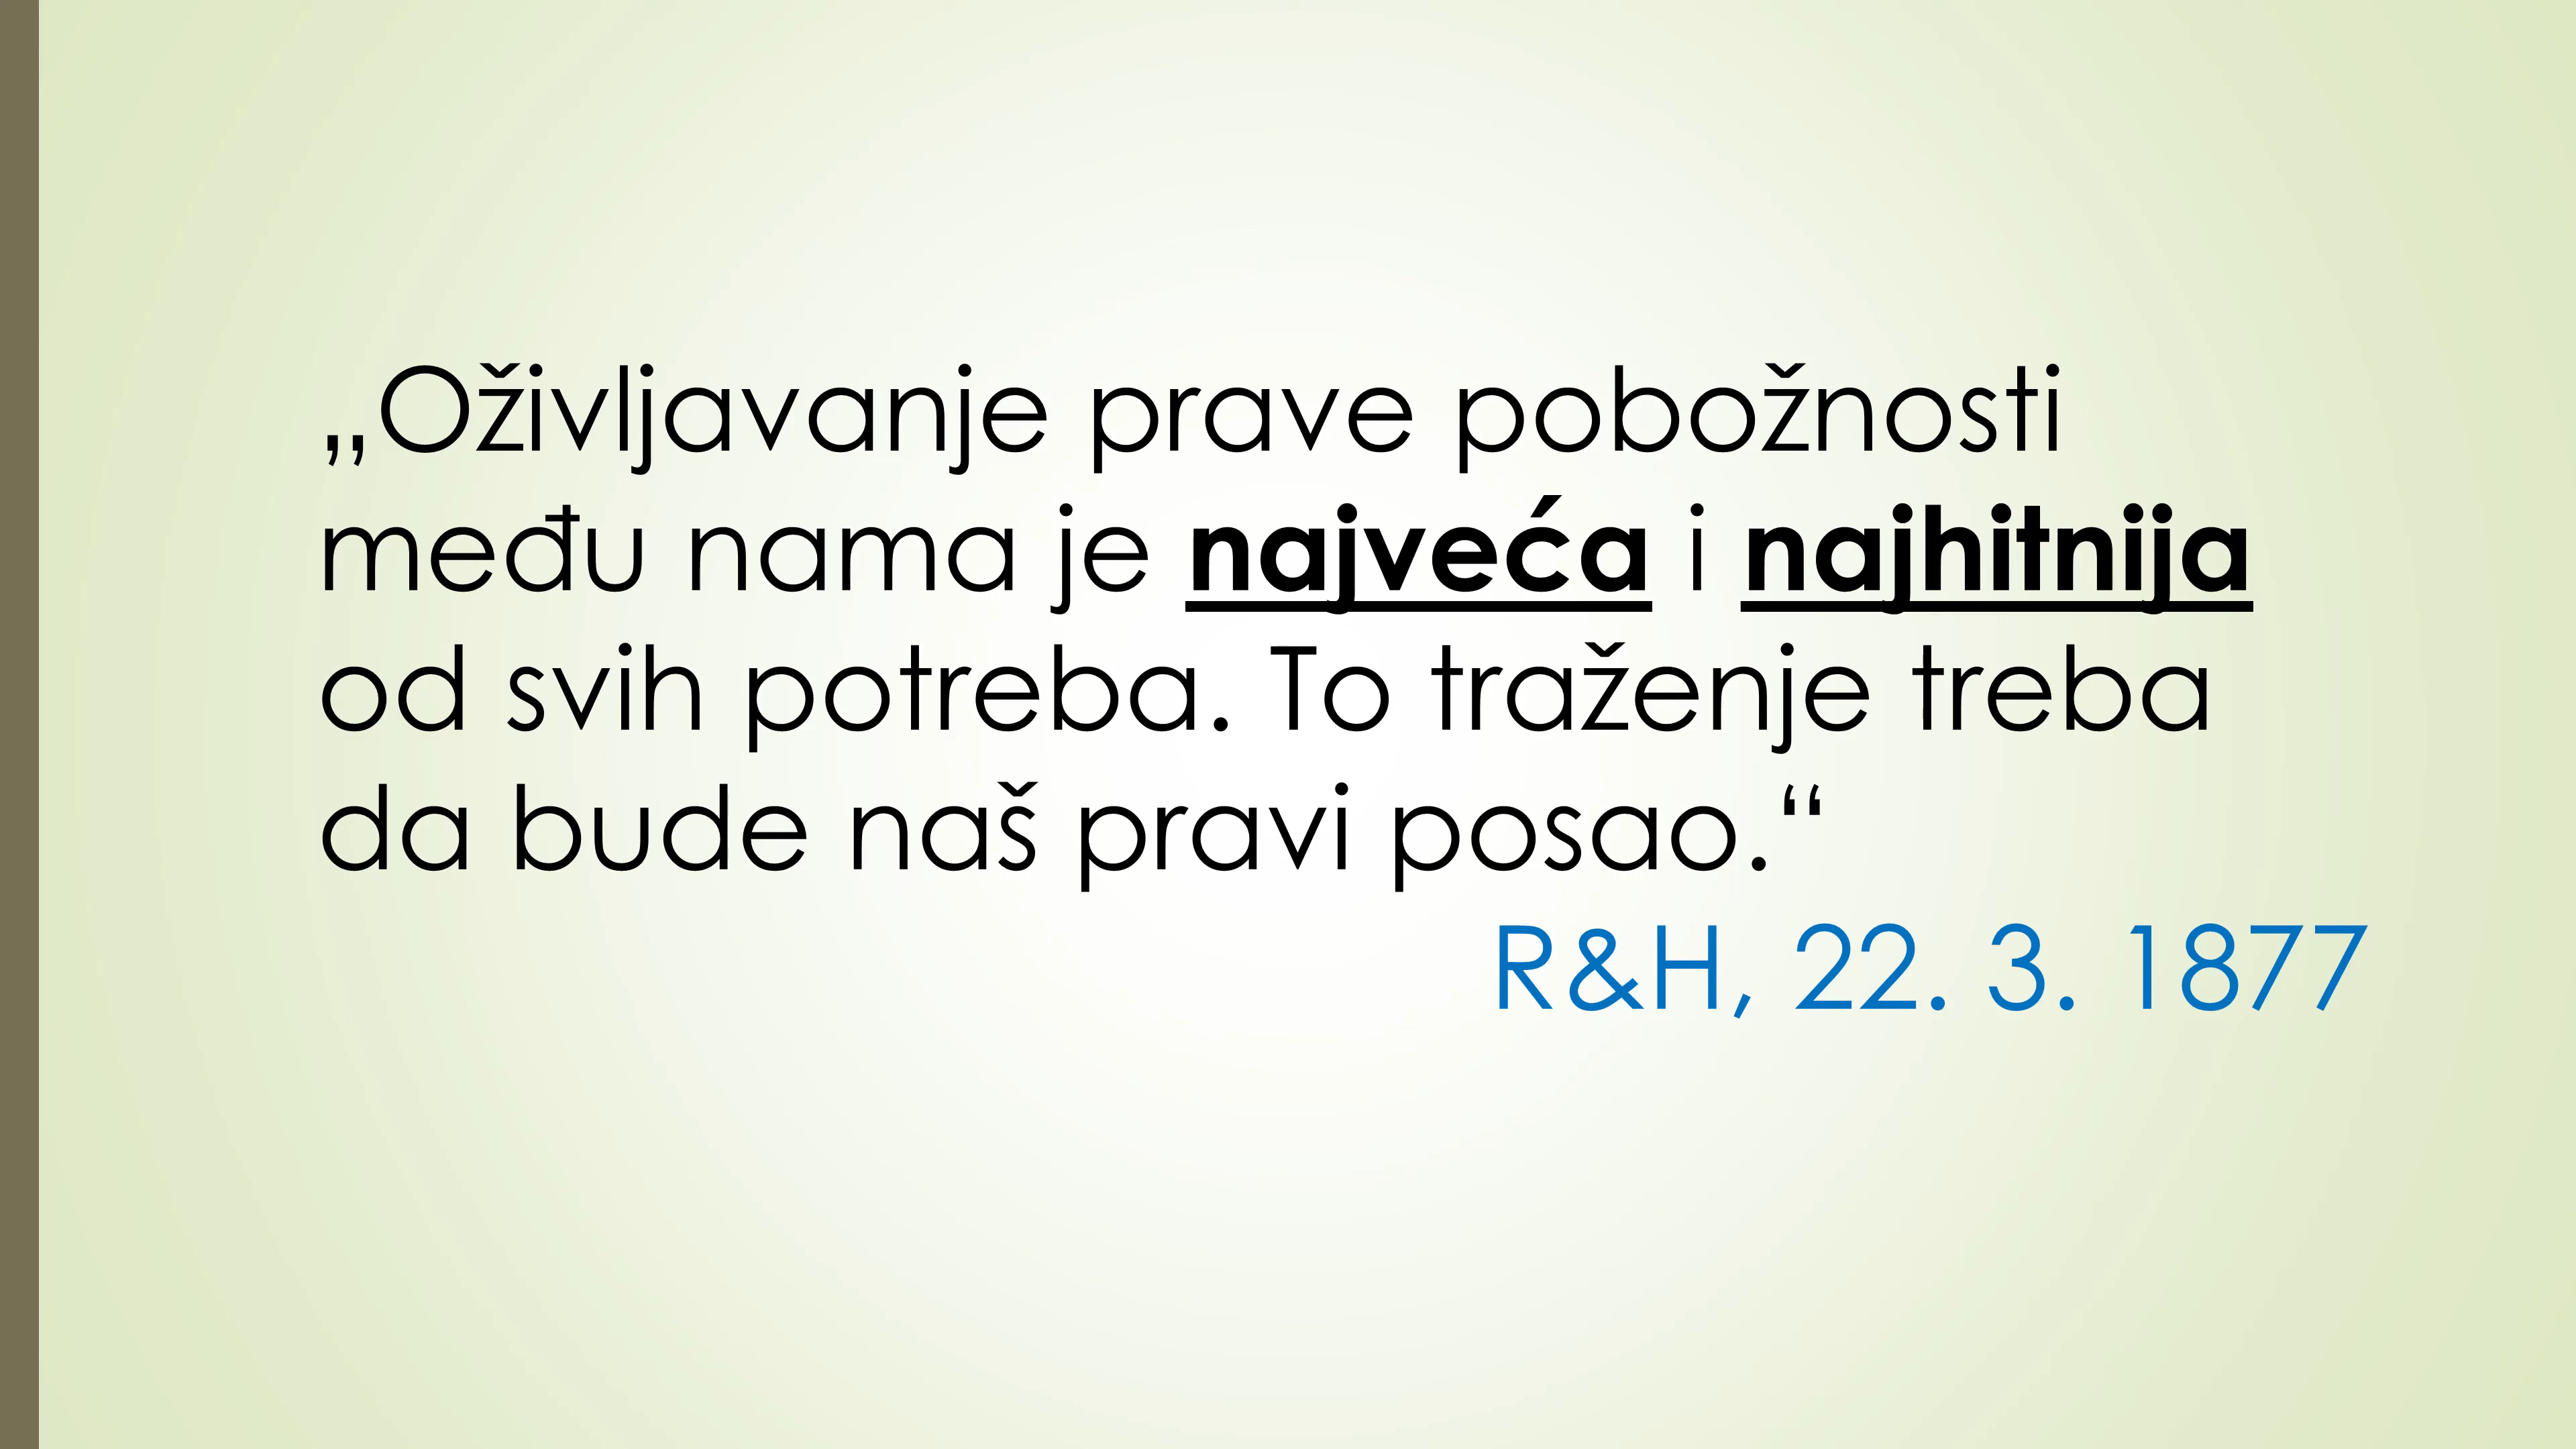 „Oživljavanje prave pobožnosti
među nama je najveća i najhitnija
od svih potreba. To traženje treba
da bude naš pravi posao.“
R&H, 22. 3. 1877